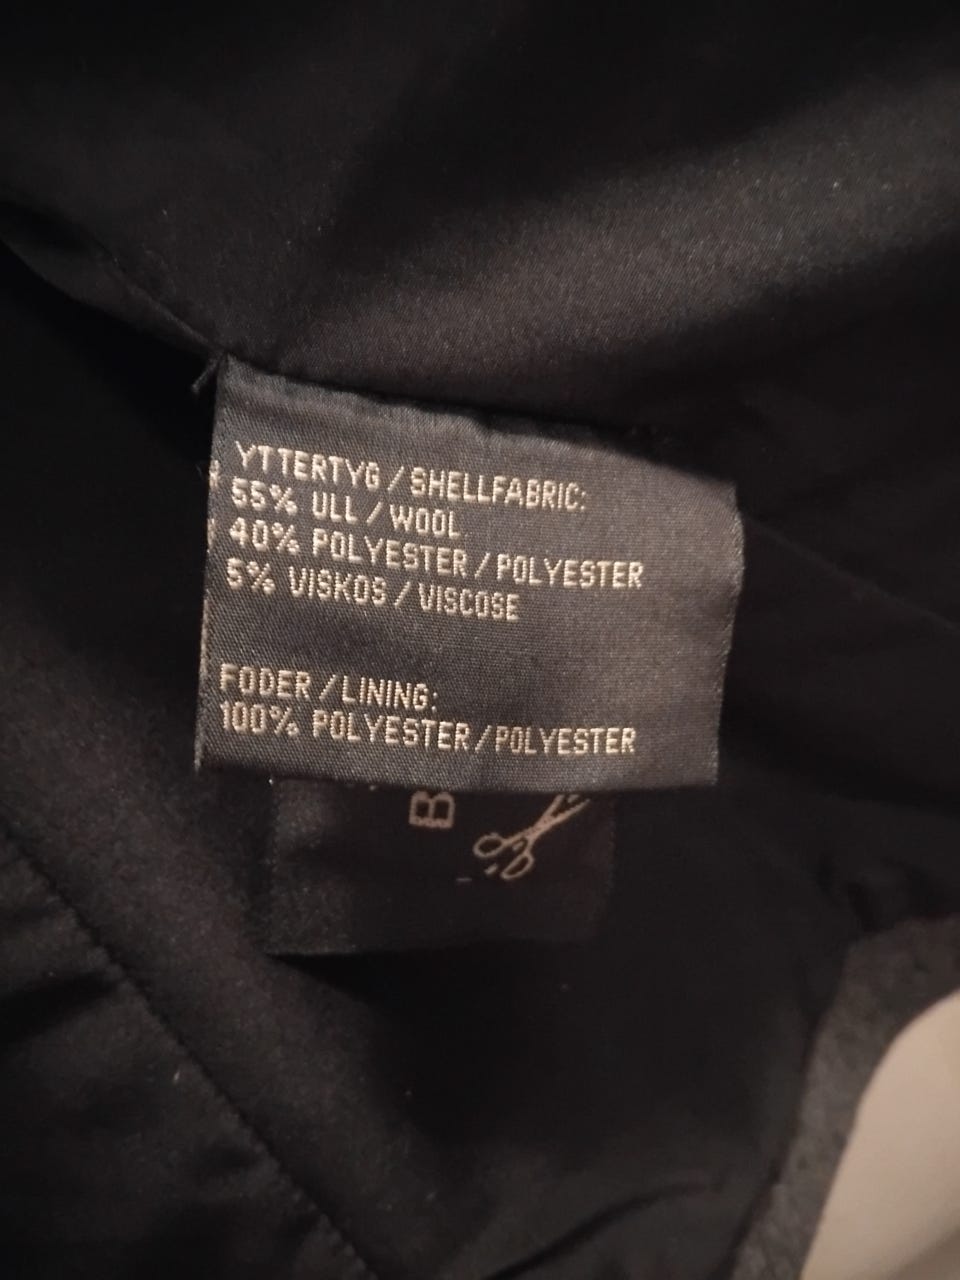 YTTERTYG / SHELLFABRIC:
55% ULL / WOOL
40% POLYESTER / POLYESTER
5% VISKOS / VISCOSE
FODER / LINING:
100% POLYESTER / POLYESTER
B